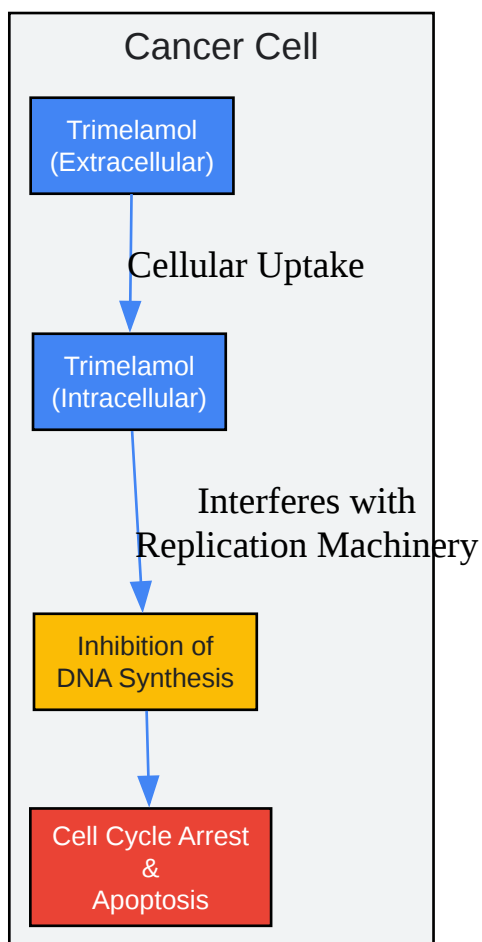 Cancer Cell
Trimelamol
(Extracellular)
Cellular Uptake
Trimelamol
(Intracellular)
Interferes with
Replication Machinery
Inhibition of
DNA Synthesis
Cell Cycle Arrest
&
Apoptosis